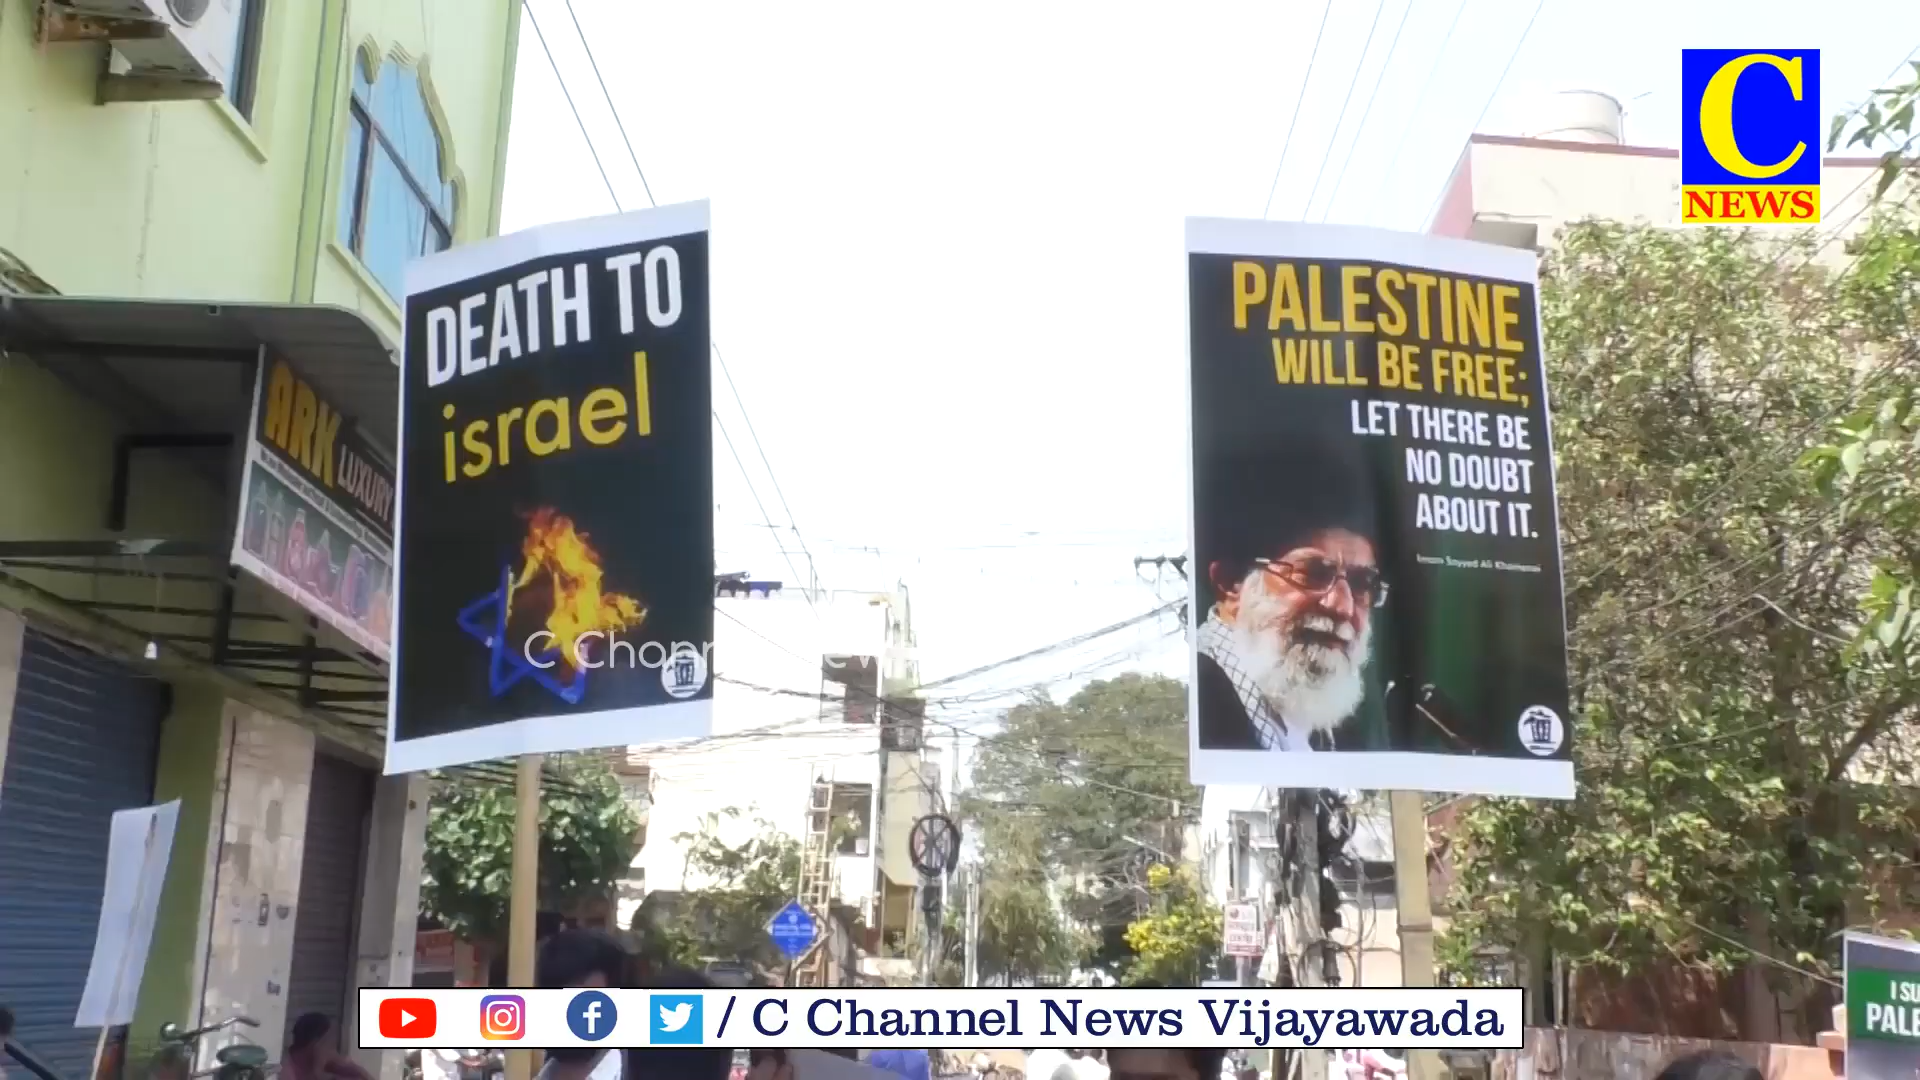 C
NEWS
DEATH TO
israel
PALESTINE
WILL BE FREE;
LET THERE BE
NO DOUBT
ABOUT IT.
Imam Sayyed Ali Khamenei
ARK LUXURY
C Chann News
I SU
PALE
/ C Channel News Vijayawada